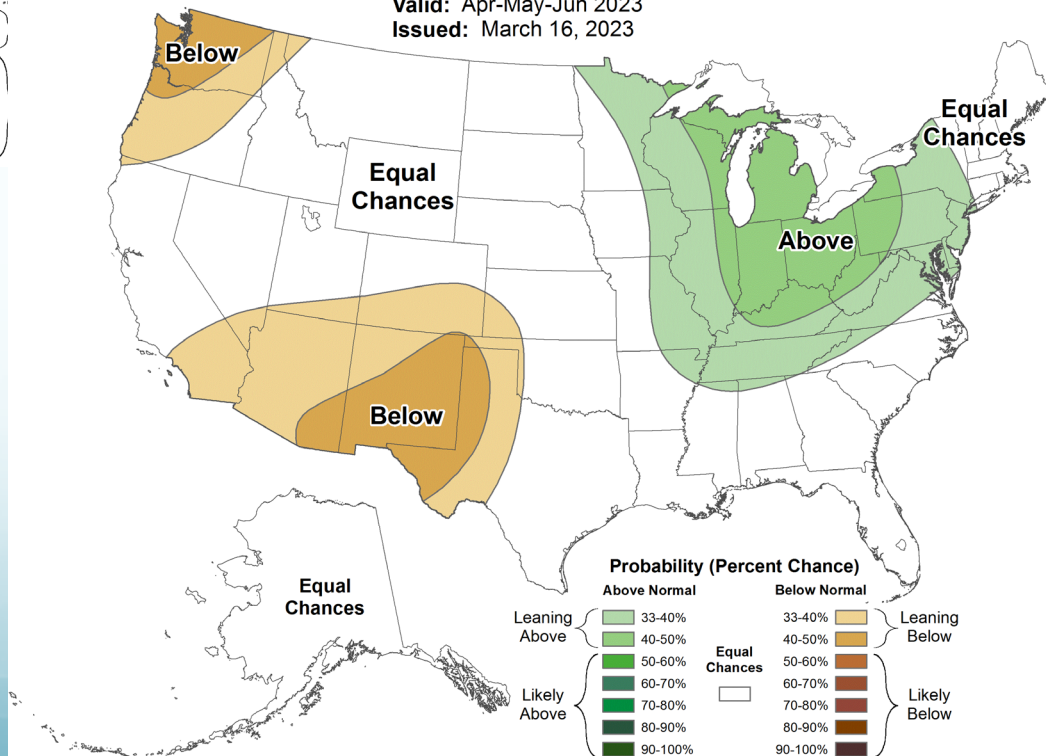 Valid: Apr-May-Jun 2023
Issued: March 16, 2023
Below
Equal
Chances
Equal
Chances
Above
Below
Equal
Chances
Probability (Percent Chance)
Above Normal
Below Normal
Leaning
Above
33-40%
40-50%
Likely
Above
50-60%
60-70%
70-80%
80-90%
90-100%
Equal
Chances
33-40%
40-50%
Leaning
Below
50-60%
60-70%
70-80%
80-90%
90-100%
Likely
Below